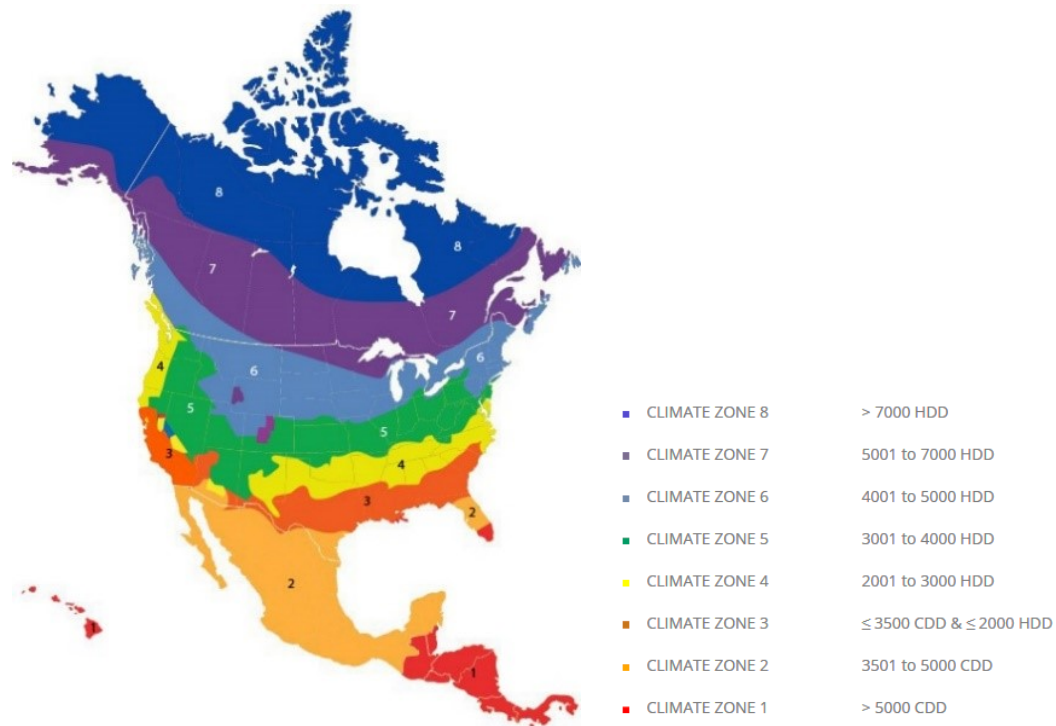 8
8
7
7
6
6
4
5
5
3
4
3
2
2
1
1
CLIMATE ZONE 8 > 7000 HDD
CLIMATE ZONE 7 5001 to 7000 HDD
CLIMATE ZONE 6 4001 to 5000 HDD
CLIMATE ZONE 5 3001 to 4000 HDD
CLIMATE ZONE 4 2001 to 3000 HDD
CLIMATE ZONE 3 ≤ 3500 CDD & ≤ 2000 HDD
CLIMATE ZONE 2 3501 to 5000 CDD
CLIMATE ZONE 1 > 5000 CDD